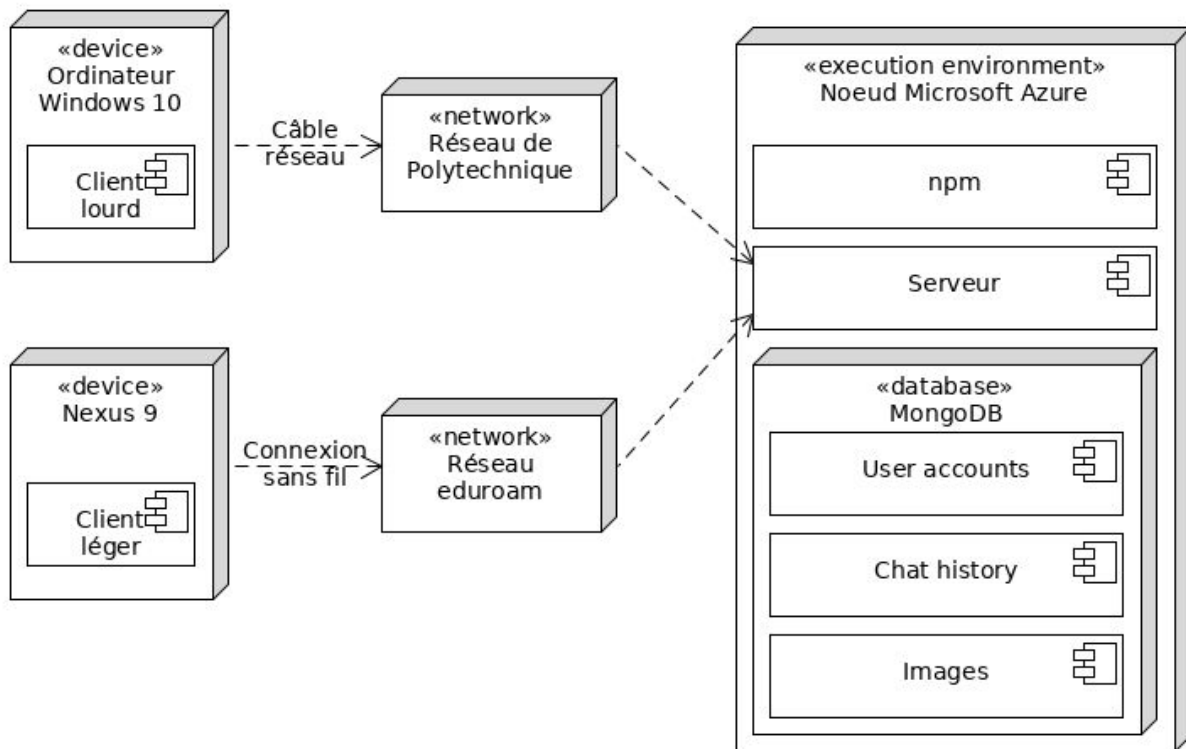 «device»
Ordinateur
Windows 10
Client
lourd
Câble
réseau
«network»
Réseau de
Polytechnique
«device»
Nexus 9
Client
léger
Connexion
sans fil
«network»
Réseau
eduroam
«execution environment»
Noeud Microsoft Azure
npm
Serveur
«database»
MongoDB
User accounts
Chat history
Images